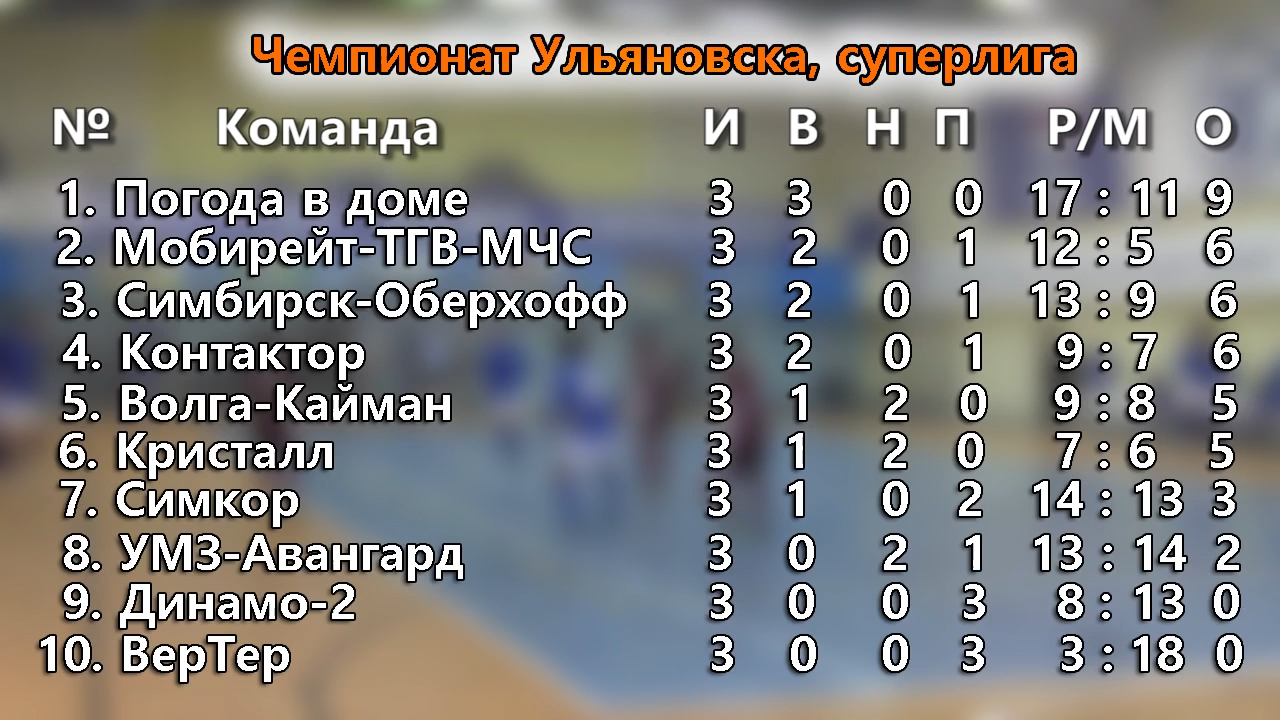 Чемпионат Ульяновска, суперлига
№ Команда И В Н П Р/М О
1. Погода в доме 3 3 0 0 17 : 11 9
2. Мобирейт-ТГВ-МЧС 3 2 0 1 12 : 5 6
3. Симбирск-Оберхофф 3 2 0 1 13 : 9 6
4. Контактор 3 2 0 1 9 : 7 6
5. Волга-Кайман 3 1 2 0 9 : 8 5
6. Кристалл 3 1 2 0 7 : 6 5
7. Симкор 3 1 0 2 14 : 13 3
8. УМЗ-Авангард 3 0 2 1 13 : 14 2
9. Динамо-2 3 0 0 3 8 : 13 0
10. ВерТер 3 0 0 3 3 : 18 0